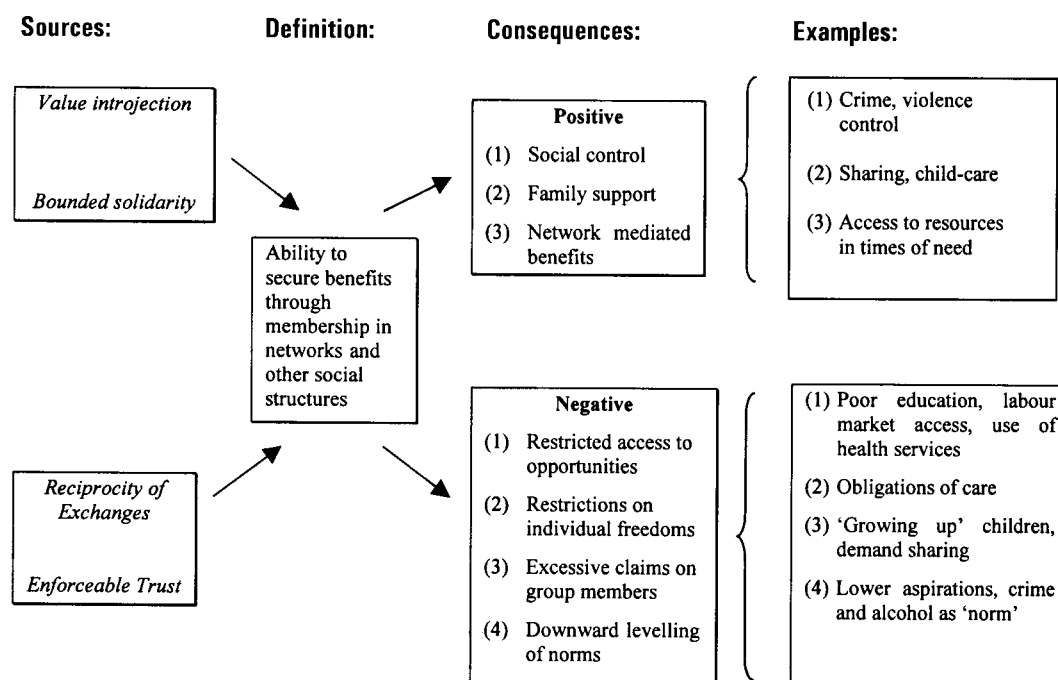 Sources:
Definition:
Consequences:
Examples:
Value introjection
Bounded solidarity
Reciprocity of
Exchanges
Enforceable Trust
Ability to
secure benefits
through
membership in
networks and
other social
structures
Positive
(1) Social control
(2) Family support
(3) Network mediated
benefits
Negative
(1) Restricted access to
opportunities
(2) Restrictions on
individual freedoms
(3) Excessive claims on
group members
(4) Downward levelling
of norms
(1) Crime, violence
control
(2) Sharing, child-care
(3) Access to resources
in times of need
(1) Poor education, labour
market access, use of
health services
(2) Obligations of care
(3) ‘Growing up’ children,
demand sharing
(4) Lower aspirations, crime
and alcohol as ‘norm’